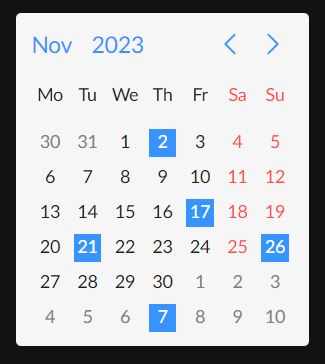 Nov 2023
Mo Tu We Th Fr Sa Su
30 31 1 2 3 4 5
6 7 8 9 10 11 12
13 14 15 16 17 18 19
20 21 22 23 24 25 26
27 28 29 30 1 2 3
4 5 6 7 8 9 10